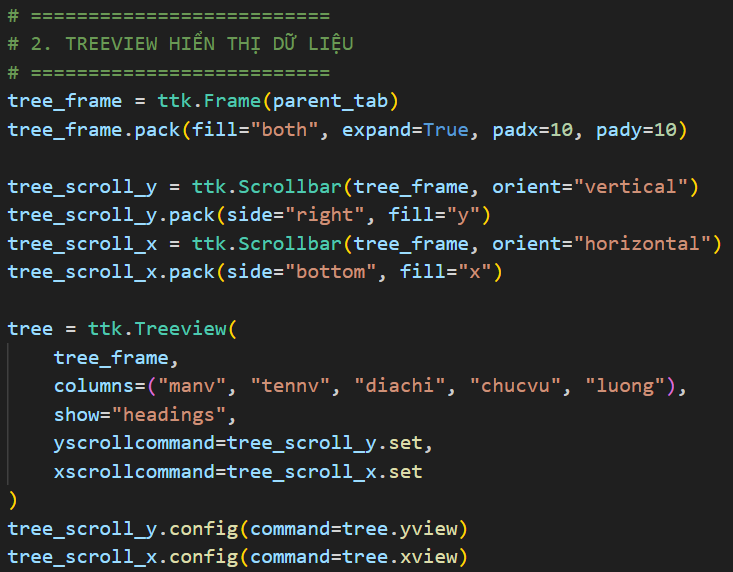 # ==========================
# 2. TREEVIEW HIỂN THỊ DỮ LIỆU
# ==========================
tree_frame = ttk.Frame(parent_tab)
tree_frame.pack(fill="both", expand=True, padx=10, pady=10)

tree_scroll_y = ttk.Scrollbar(tree_frame, orient="vertical")
tree_scroll_y.pack(side="right", fill="y")
tree_scroll_x = ttk.Scrollbar(tree_frame, orient="horizontal")
tree_scroll_x.pack(side="bottom", fill="x")

tree = ttk.Treeview(
    tree_frame,
    columns=("manv", "tennv", "diachi", "chucvu", "luong"),
    show="headings",
    yscrollcommand=tree_scroll_y.set,
    xscrollcommand=tree_scroll_x.set
)
tree_scroll_y.config(command=tree.yview)
tree_scroll_x.config(command=tree.xview)